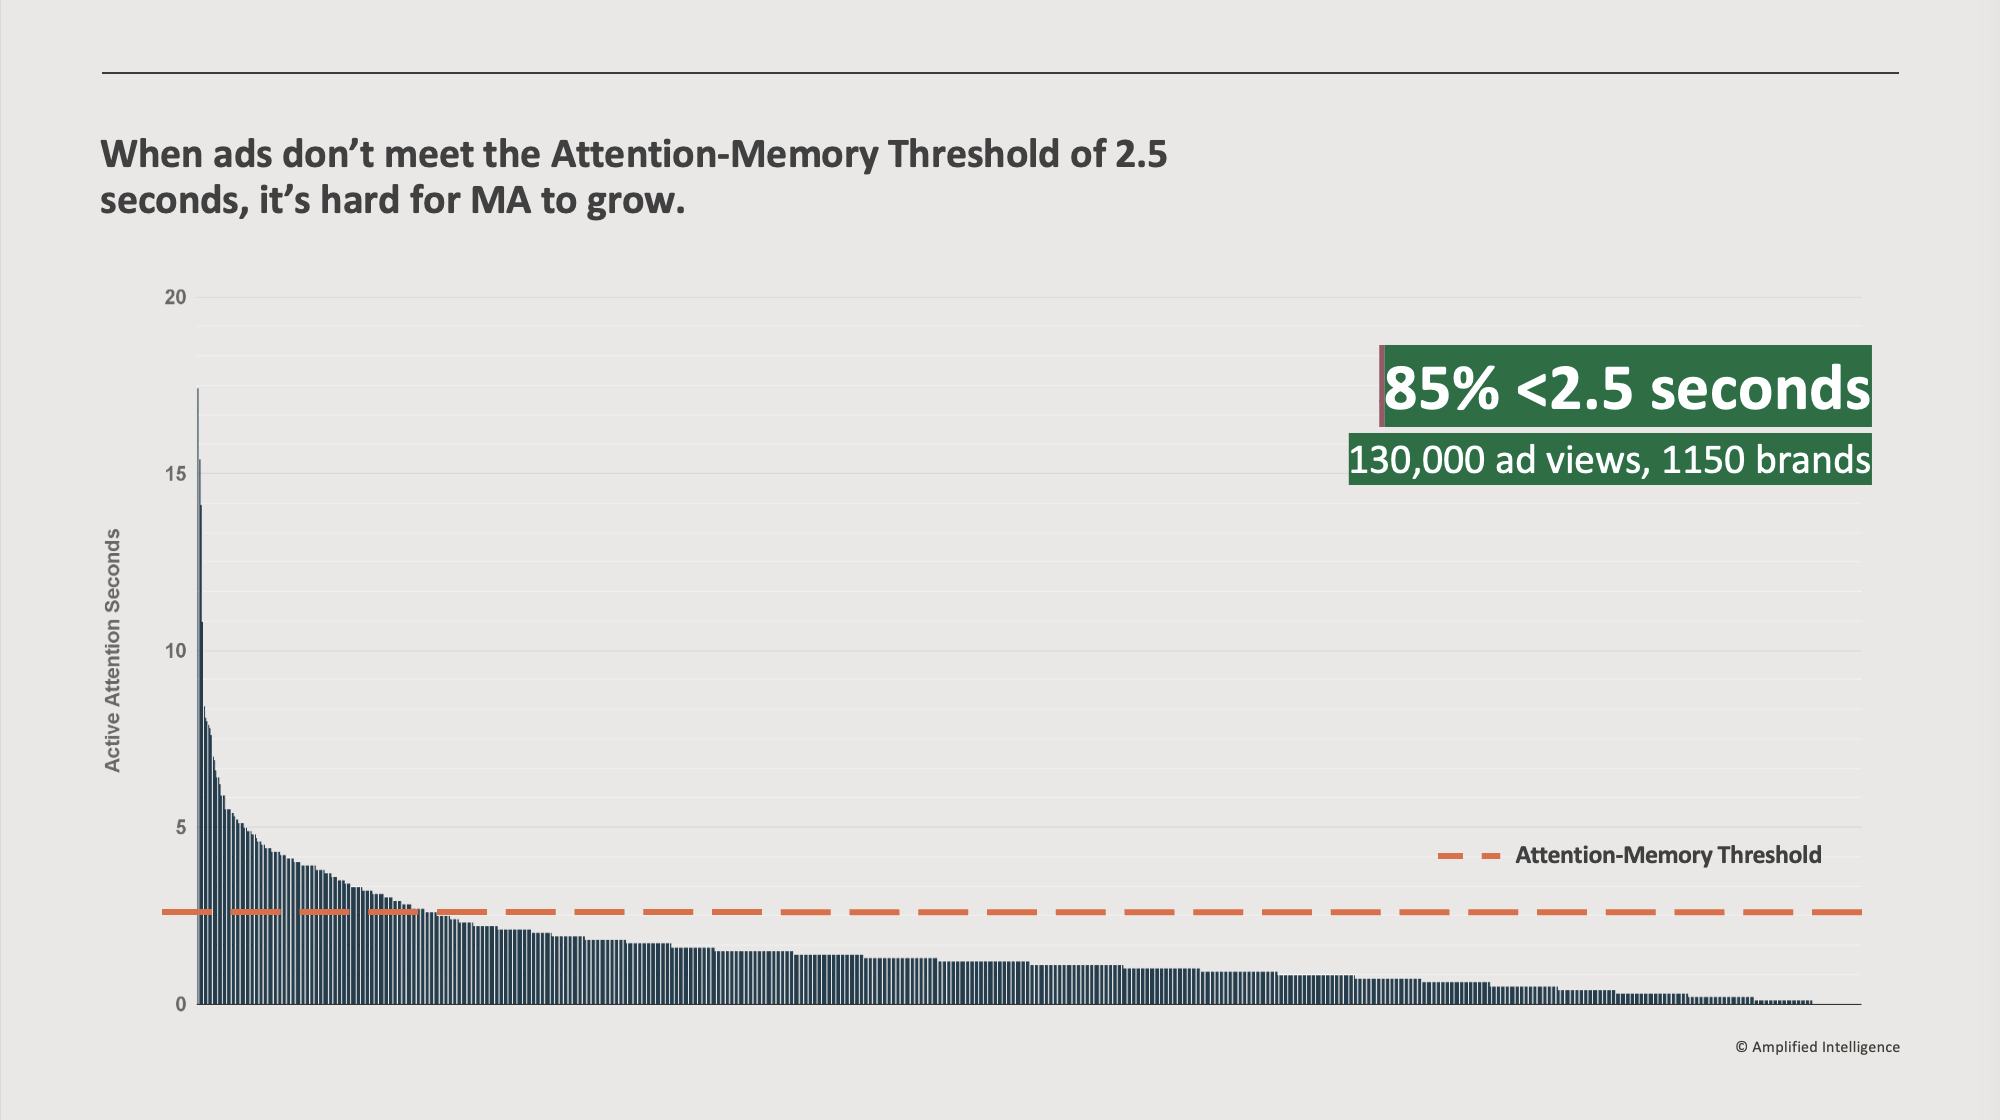 When ads don’t meet the Attention-Memory Threshold of 2.5
seconds, it’s hard for MA to grow.
20
85% <2.5 seconds
130,000 ad views, 1150 brands
15
10
5
0
Active Attention Seconds
Attention-Memory Threshold
© Amplified Intelligence